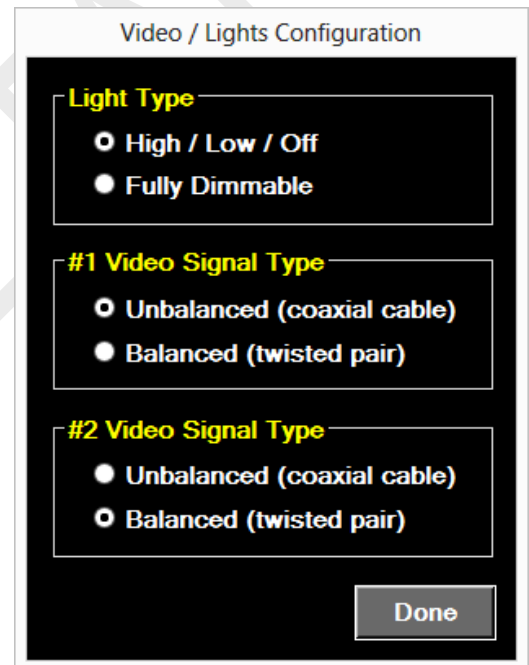 Video / Lights Configuration
Light Type
High / Low / Off
Fully Dimmable
#1 Video Signal Type
Unbalanced (coaxial cable)
Balanced (twisted pair)
#2 Video Signal Type
Unbalanced (coaxial cable)
Balanced (twisted pair)
Done